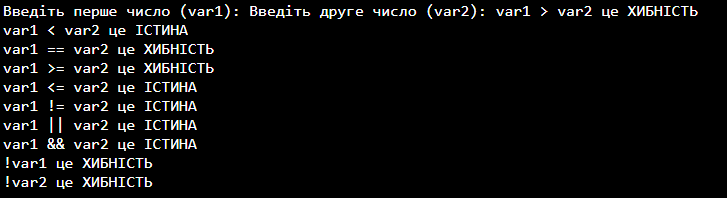 Введіть перше число (var1): Введіть друге число (var2): var1 > var2 це ХИБНІСТЬ
var1 < var2 це ІСТИНА
var1 == var2 це ХИБНІСТЬ
var1 >= var2 це ХИБНІСТЬ
var1 <= var2 це ІСТИНА
var1 != var2 це ІСТИНА
var1 || var2 це ІСТИНА
var1 && var2 це ІСТИНА
!var1 це ХИБНІСТЬ
!var2 це ХИБНІСТЬ